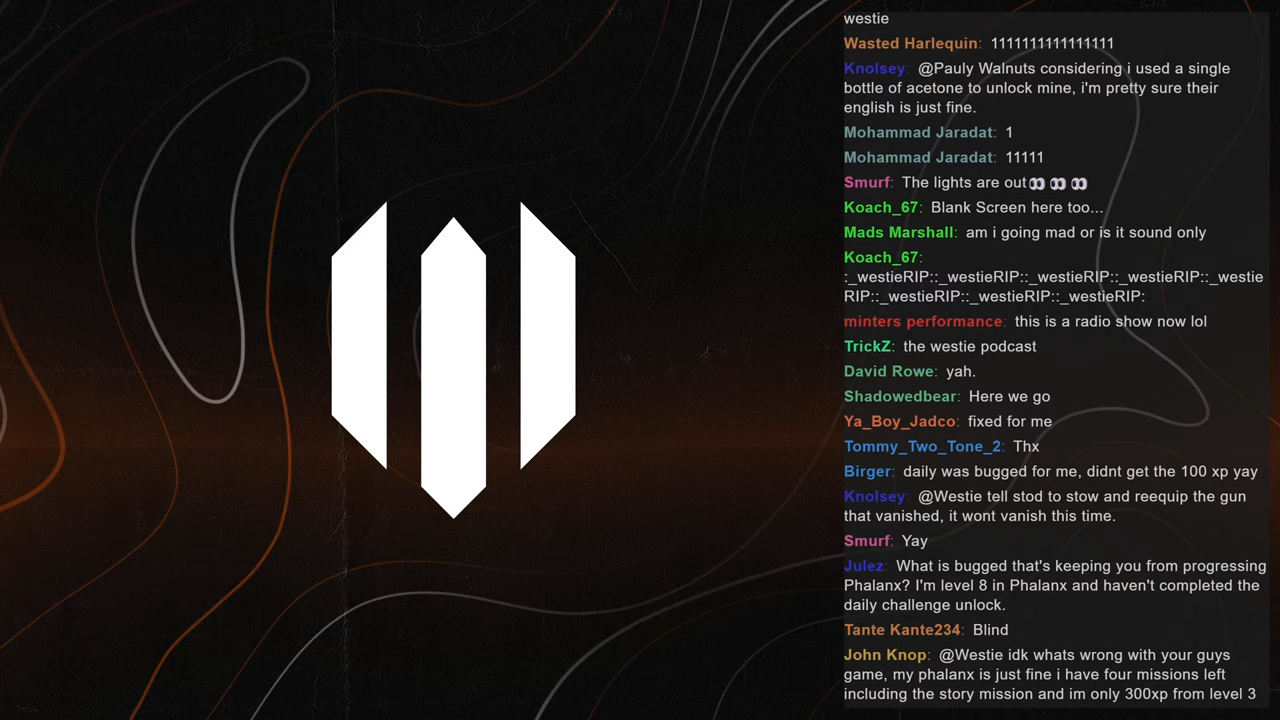 westie
Wasted Harlequin: 1111111111111111
Knolsey: @Pauly Walnuts considering i used a single
bottle of acetone to unlock mine, i'm pretty sure their
english is just fine.
Mohammad Jaradat: 1
Mohammad Jaradat: 11111
Smurf: The lights are out👀 👀 👀
Koach_67: Blank Screen here too...
Mads Marshall: am i going mad or is it sound only
Koach_67:
:_westieRIP::_westieRIP::_westieRIP::_westieRIP::_westie
RIP::_westieRIP::_westieRIP::_westieRIP:
minters performance: this is a radio show now lol
TrickZ: the westie podcast
David Rowe: yah.
Shadowedbear: Here we go
Ya_Boy_Jadco: fixed for me
Tommy_Two_Tone_2: Thx
Birger: daily was bugged for me, didnt get the 100 xp yay
Knolsey: @Westie tell stod to stow and reequip the gun
that vanished, it wont vanish this time.
Smurf: Yay
Julez: What is bugged that's keeping you from progressing
Phalanx? I'm level 8 in Phalanx and haven't completed the
daily challenge unlock.
Tante Kante234: Blind
John Knop: @Westie idk whats wrong with your guys
game, my phalanx is just fine i have four missions left
including the story mission and im only 300xp from level 3